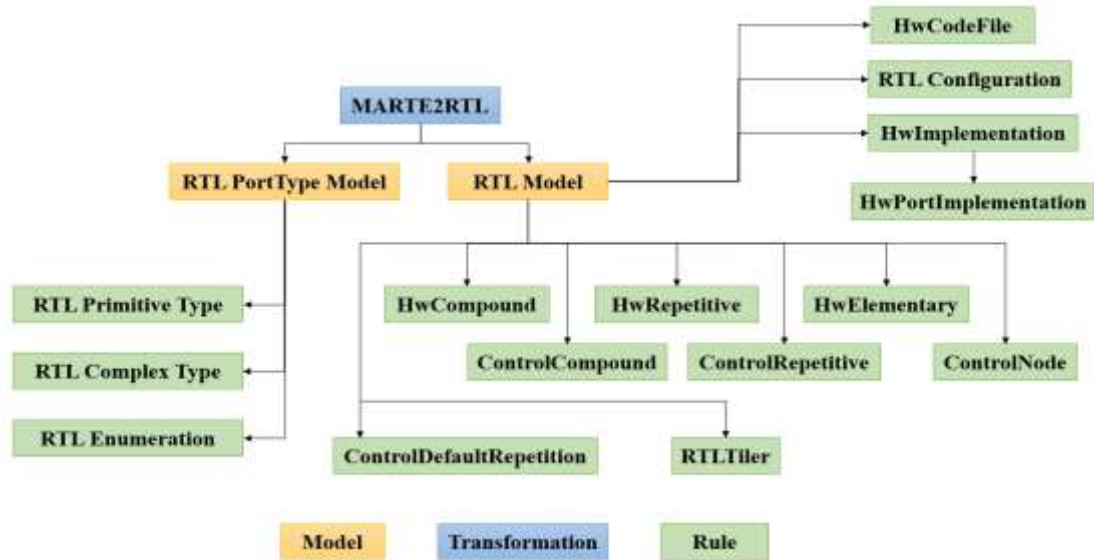 HwCodeFile
RTL Configuration
MARTE2RTL
HwImplementation
RTL PortType Model
RTL Model
HwPortImplementation
RTL Primitive Type
HwCompound
HwRepetitive
HwElementary
RTL Complex Type
ControlCompound
ControlRepetitive
ControlNode
RTL Enumeration
ControlDefaultRepetition
RTLTiler
Model
Transformation
Rule